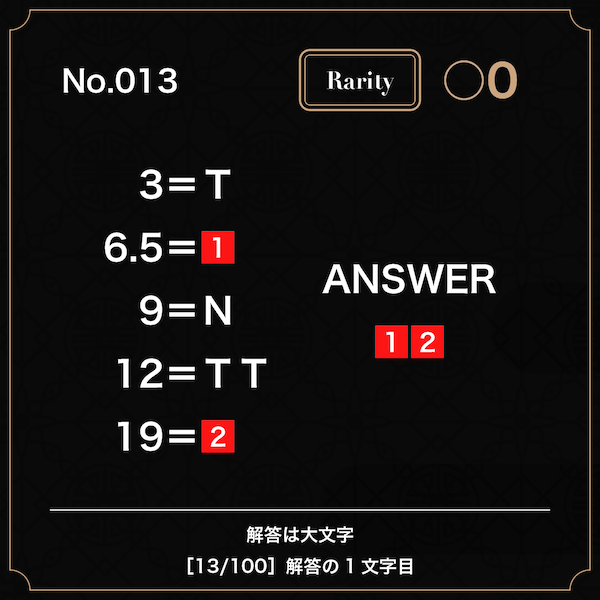 No.013
Rarity
○0
3=T
6.5=1
9=N
12=T T
19=2
ANSWER
1 2
解答は大文字
［13/100］解答の 1 文字目